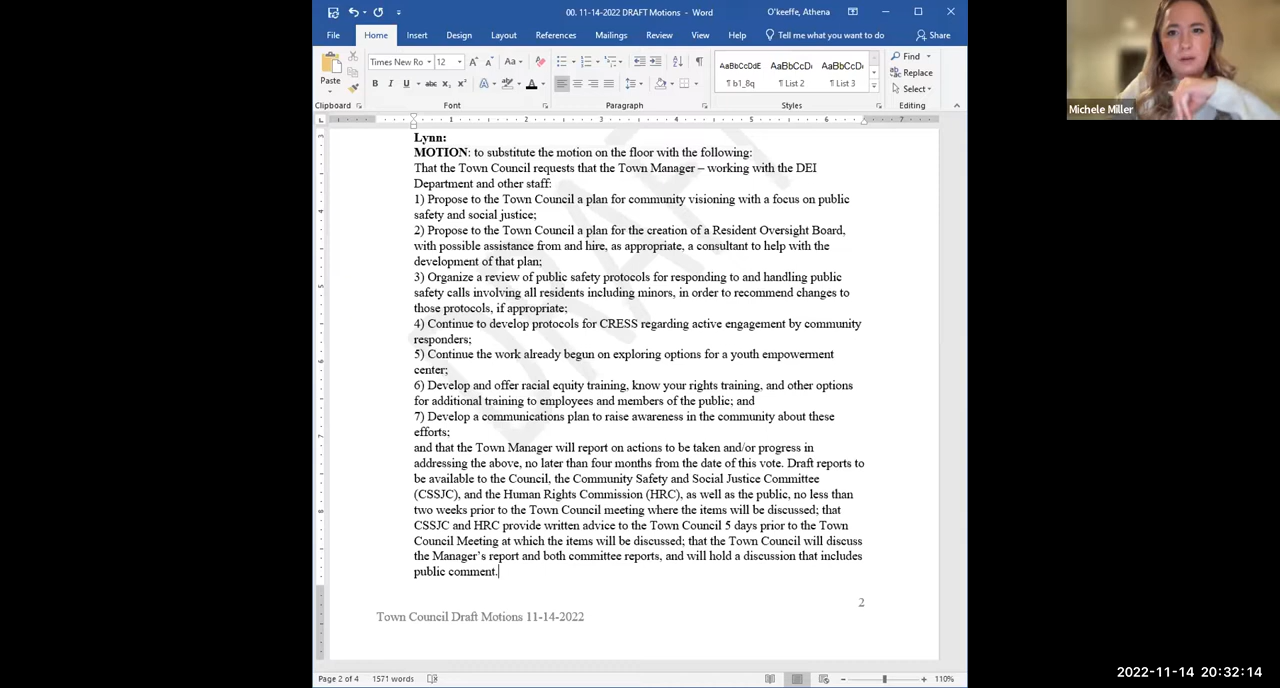 00. 11-14-2022 DRAFT Motions - Word
O'keeffe, Athena
File Home Insert Design Layout References Mailings Review View Help Tell me what you want to do Share
Paste
Clipboard
Times New Ro 12
Font
Paragraph
AaBbCcDdE AaBbCcDı AaBbCcDı
¶ b1_8q ¶ List 2 ¶ List 3
Styles
Find
Replace
Select
Editing
Michele Miller
1 2 3 4 5 6 7
DRAFT
Lynn:
MOTION: to substitute the motion on the floor with the following:
That the Town Council requests that the Town Manager – working with the DEI
Department and other staff:
1) Propose to the Town Council a plan for community visioning with a focus on public
safety and social justice;
2) Propose to the Town Council a plan for the creation of a Resident Oversight Board,
with possible assistance from and hire, as appropriate, a consultant to help with the
development of that plan;
3) Organize a review of public safety protocols for responding to and handling public
safety calls involving all residents including minors, in order to recommend changes to
those protocols, if appropriate;
4) Continue to develop protocols for CRESS regarding active engagement by community
responders;
5) Continue the work already begun on exploring options for a youth empowerment
center;
6) Develop and offer racial equity training, know your rights training, and other options
for additional training to employees and members of the public; and
7) Develop a communications plan to raise awareness in the community about these
efforts;
and that the Town Manager will report on actions to be taken and/or progress in
addressing the above, no later than four months from the date of this vote. Draft reports to
be available to the Council, the Community Safety and Social Justice Committee
(CSSJC), and the Human Rights Commission (HRC), as well as the public, no less than
two weeks prior to the Town Council meeting where the items will be discussed; that
CSSJC and HRC provide written advice to the Town Council 5 days prior to the Town
Council Meeting at which the items will be discussed; that the Town Council will discuss
the Manager's report and both committee reports, and will hold a discussion that includes
public comment.
2
Town Council Draft Motions 11-14-2022
Page 2 of 4 1571 words
110%
2022-11-14 20:32:14